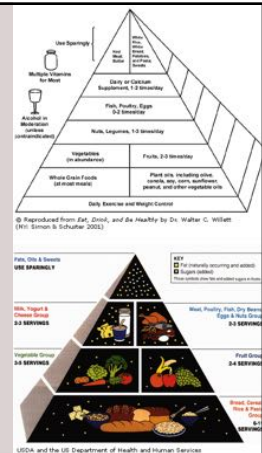 Use Sparingly
Red
Meat
Butter
White
Rice,
White
Bread,
Potatoes,
and Pasta,
Sweets
Multiple Vitamins
for Most
Dairy or Calcium
Supplement, 1-2 times/day
Alcohol in
Moderation
(unless
contraindicated)
Fish, Poultry, Eggs
0-2 times/day
Nuts, Legumes, 1-3 times/day
Vegetables
(in abundance)
Fruits, 2-3 times/day
Whole Grain Foods
(at most meals)
Plant oils, including olive,
canola, soy, corn, sunflower,
peanut, and other vegetable oils
Daily Exercise and Weight Control
© Reproduced from Eat, Drink, and Be Healthy by Dr. Walter C. Willett
(NY: Simon & Schuster 2001)
Fats, Oils & Sweets
USE SPARINGLY
KEY
Fat (naturally occurring and added)
Sugars (added)
Milk, Yogurt &
Cheese Group
2-3 SERVINGS
Meat, Poultry, Fish, Dry Beans,
Eggs & Nuts Group
2-3 SERVINGS
Vegetable Group
3-5 SERVINGS
Fruit Group
2-4 SERVINGS
Bread, Cereal,
Rice & Pasta
Group
6-11
SERVINGS
USDA and the US Department of Health and Human Services